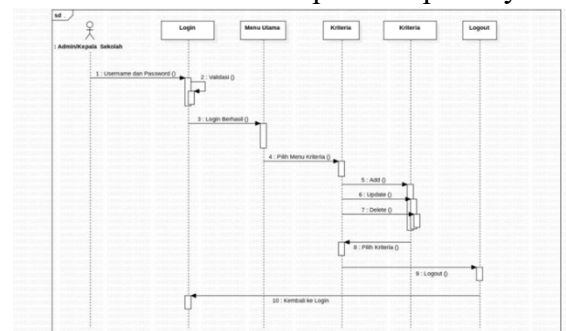 sd
Login
Menu Utama
Kriteria
Kriteria
Logout
: Admin/Kepala Sekolah
1 : Username dan Password ()
2 : Validasi ()
3 : Login Berhasil ()
4 : Pilih Menu Kriteria ()
5 : Add ()
6 : Update ()
7 : Delete ()
8 : Pilih Kriteria ()
9 : Logout ()
10 : Kembali ke Login